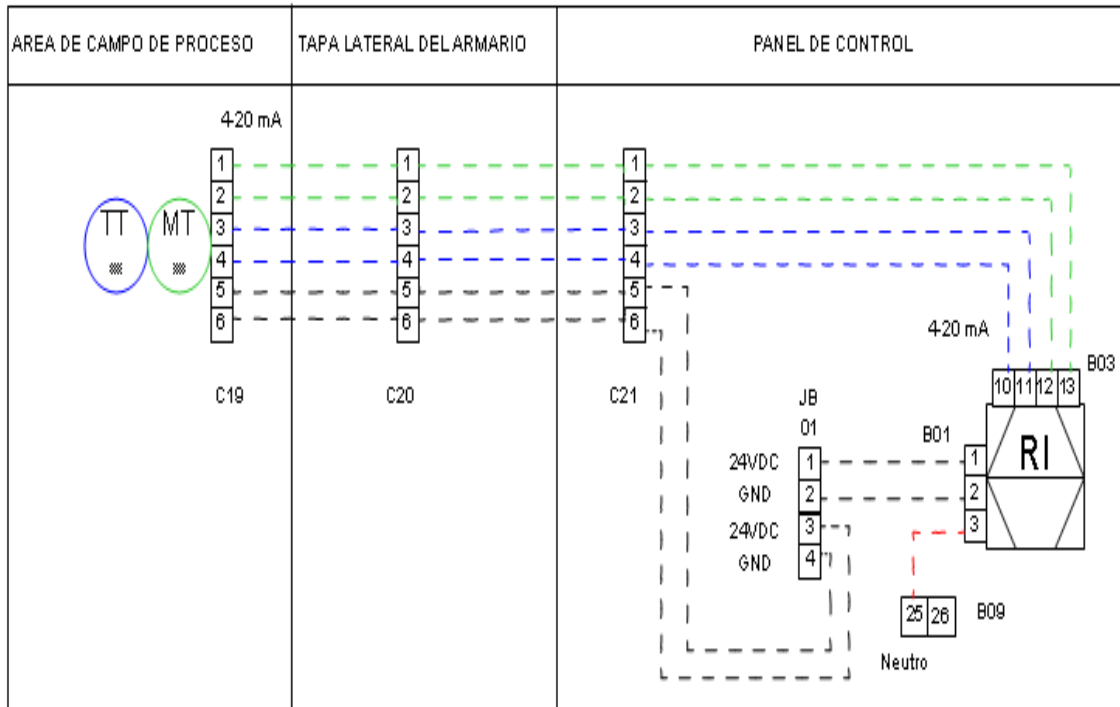 AREA DE CAMPO DE PROCESO
TAPA LATERAL DEL ARMARIO
PANEL DE CONTROL
4-20 mA
TT
MT
1
2
3
4
5
6
C19
1
2
3
4
5
6
C20
1
2
3
4
5
6
C21
4-20 mA
10 11 12 13
B03
RI
B01
1
2
3
JB
01
24VDC 1
GND 2
24VDC 3
GND 4
25 26
B09
Neutro